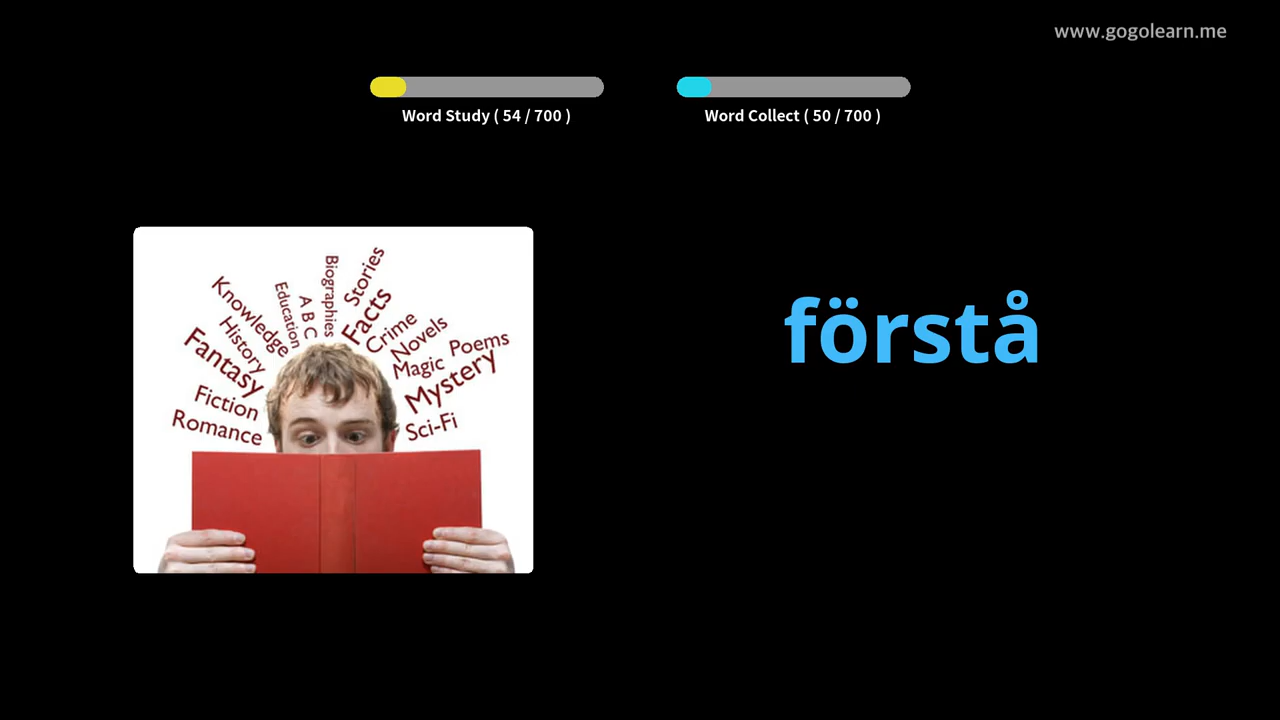 www.gogolearn.me
Word Study ( 54 / 700 )
Word Collect ( 50 / 700 )
förstå
Biographies
Stories
Education
A B C
Facts
Knowledge
Crime
History
Novels
Fantasy
Magic
Poems
Mystery
Fiction
Romance
Sci-Fi